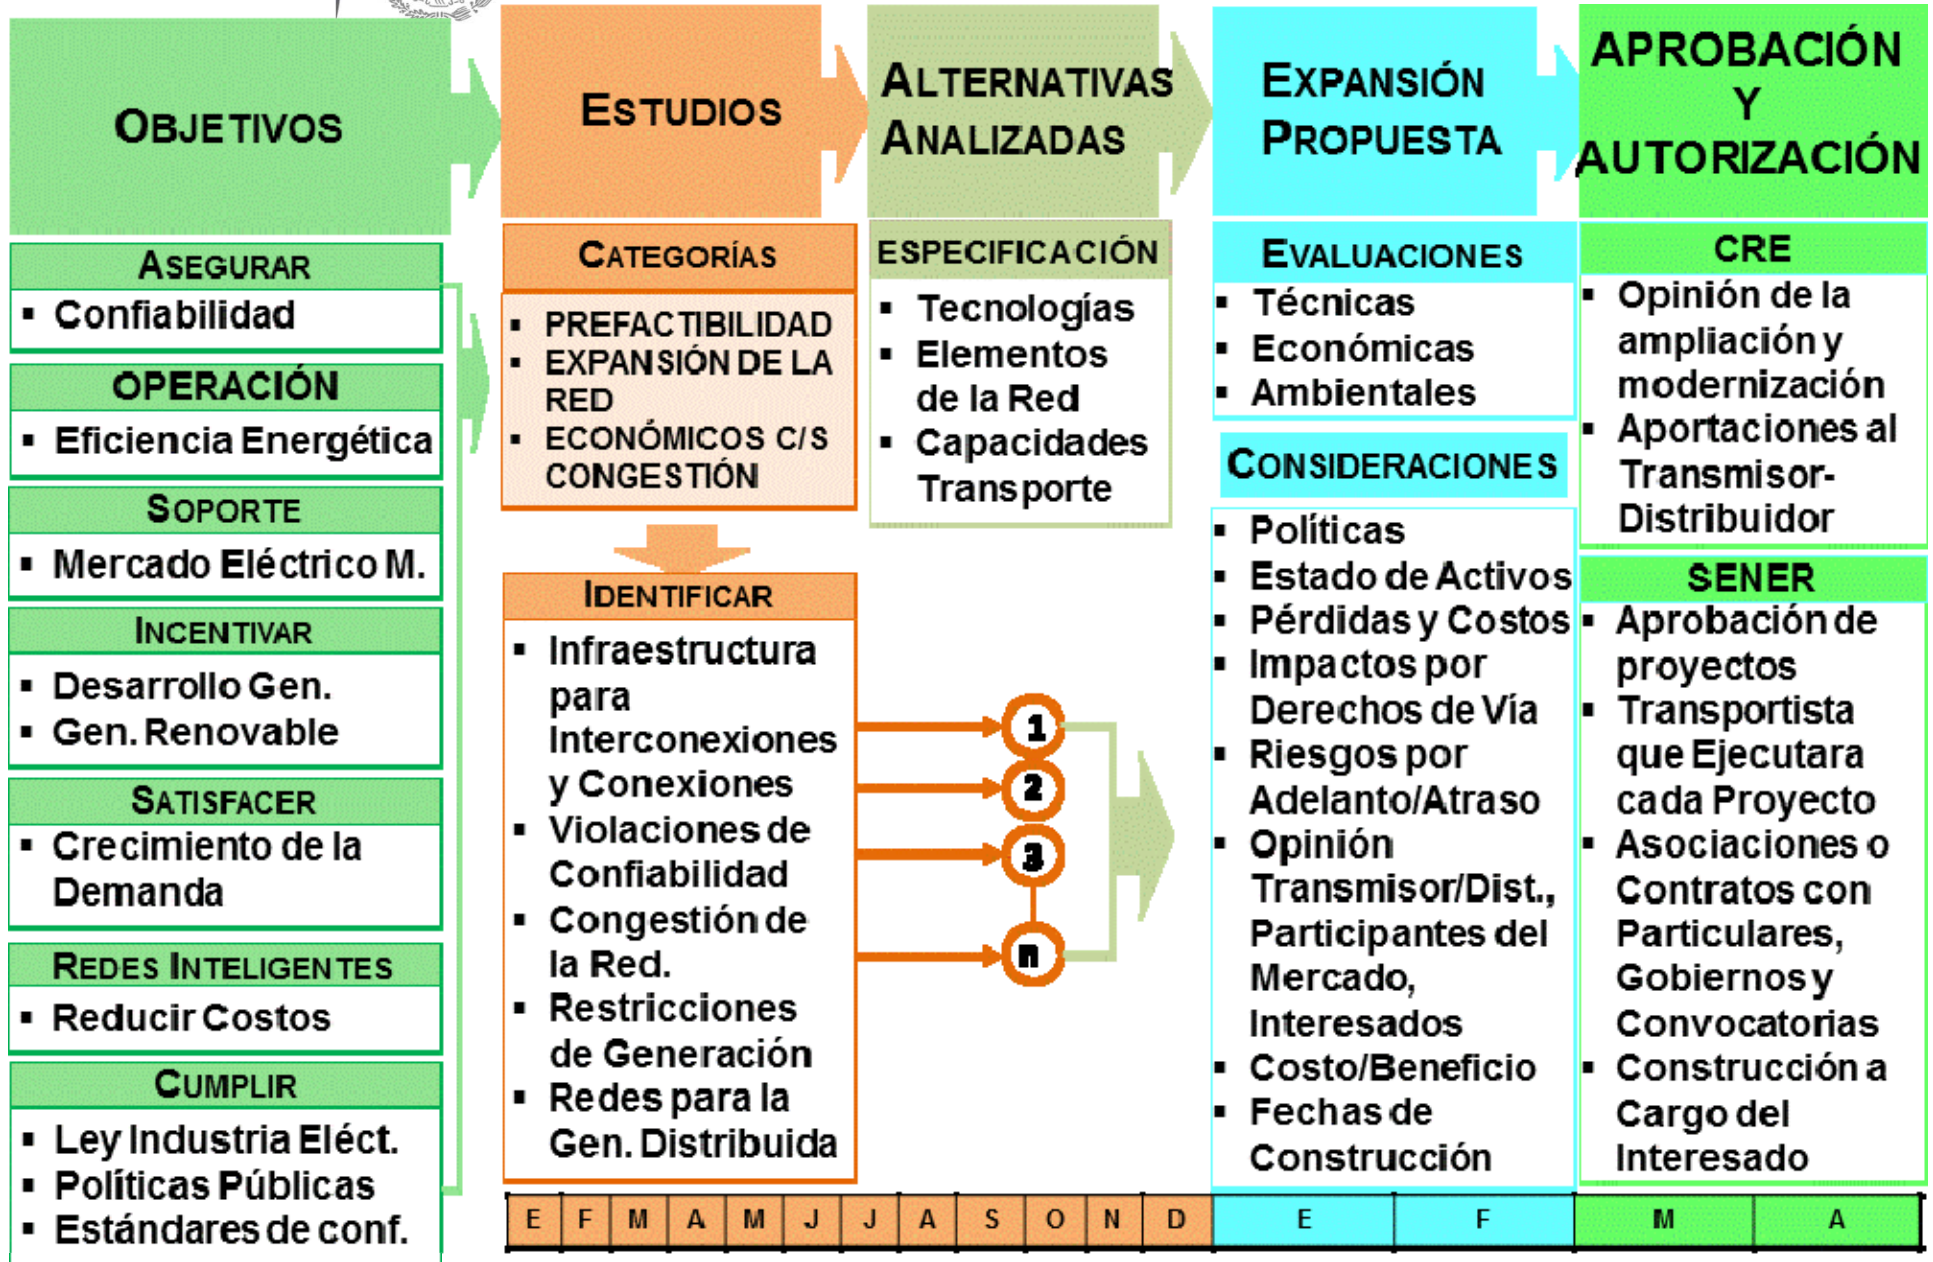 OBJETIVOS
ASEGURAR
▪ Confiabilidad
OPERACIÓN
▪ Eficiencia Energética
SOPORTE
▪ Mercado Eléctrico M.
INCENTIVAR
▪ Desarrollo Gen.
▪ Gen. Renovable
SATISFACER
▪ Crecimiento de la
Demanda
REDES INTELIGENTES
▪ Reducir Costos
CUMPLIR
▪ Ley Industria Eléct.
▪ Políticas Públicas
▪ Estándares de conf.
ESTUDIOS
CATEGORÍAS
▪ PREFACTIBILIDAD
▪ EXPANSIÓN DE LA
RED
▪ ECONÓMICOS C/S
CONGESTIÓN
IDENTIFICAR
▪ Infraestructura
para
Interconexiones
y Conexiones
▪ Violaciones de
Confiabilidad
▪ Congestión de
la Red.
▪ Restricciones
de Generación
▪ Redes para la
Gen. Distribuida
ALTERNATIVAS
ANALIZADAS
ESPECIFICACIÓN
▪ Tecnologías
▪ Elementos
de la Red
▪ Capacidades
Transporte
1
2
3
n
EXPANSIÓN
PROPUESTA
EVALUACIONES
▪ Técnicas
▪ Económicas
▪ Ambientales
CONSIDERACIONES
▪ Políticas
▪ Estado de Activos
▪ Pérdidas y Costos
▪ Impactos por
Derechos de Vía
▪ Riesgos por
Adelanto/Atraso
▪ Opinión
Transmisor/Dist.,
Participantes del
Mercado,
Interesados
▪ Costo/Beneficio
▪ Fechas de
Construcción
APROBACIÓN
Y
AUTORIZACIÓN
CRE
▪ Opinión de la
ampliación y
modernización
▪ Aportaciones al
Transmisor-
Distribuidor
SENER
▪ Aprobación de
proyectos
▪ Transportista
que Ejecutara
cada Proyecto
▪ Asociaciones o
Contratos con
Particulares,
Gobiernos y
Convocatorias
▪ Construcción a
Cargo del
Interesado
E F M A M J J A S O N D E F M A